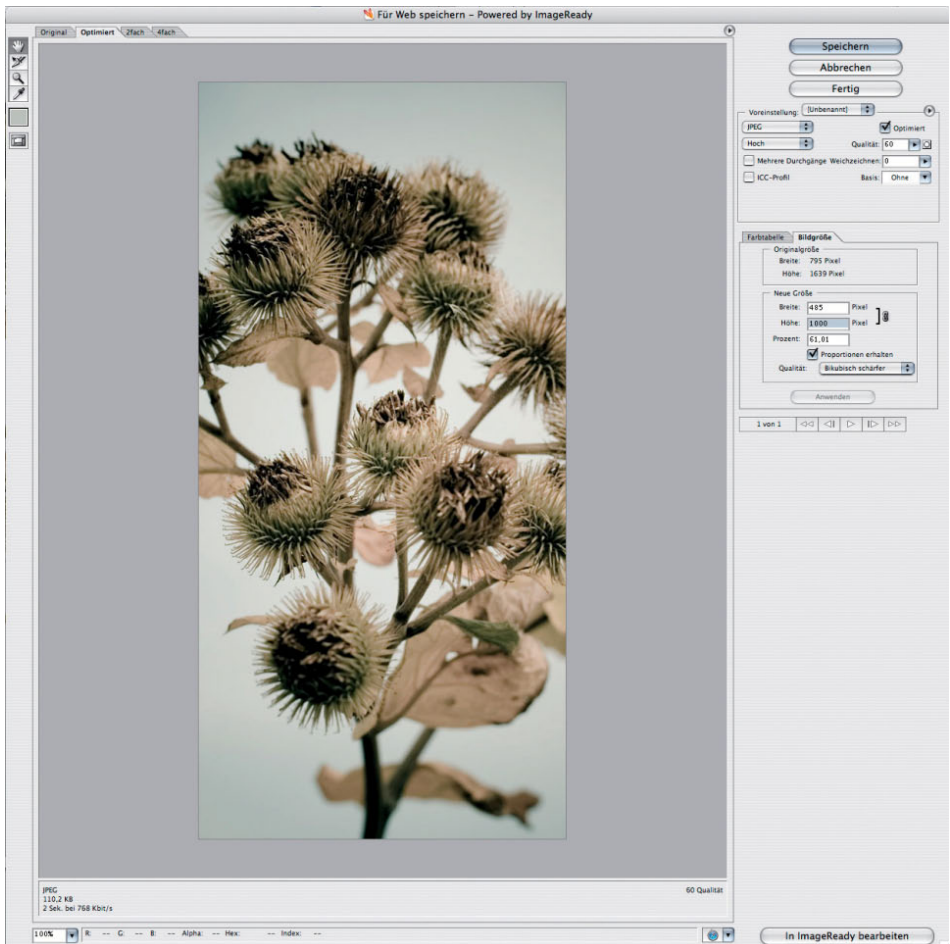 Für Web speichern – Powered by ImageReady
Original Optimiert 2fach 4fach
Speichern
Abbrechen
Fertig
Voreinstellung: [Unbenannt]
JPEG Optimiert
Hoch Qualität: 60
Mehrere Durchgänge Weichzeichnen: 0
ICC-Profil Basis: Ohne
Farbtabelle Bildgröße
Originalgröße
Breite: 795 Pixel
Höhe: 1639 Pixel
Neue Größe
Breite: 485 Pixel
Höhe: 1000 Pixel
Prozent: 61,01
Proportionen erhalten
Qualität: Bikubisch schärfer
Anwenden
1 von 1
JPEG 60 Qualität
110,2 KB
2 Sek. bei 768 Kbit/s
100% R: -- G: -- B: -- Alpha: -- Hex: -- Index: --
In ImageReady bearbeiten